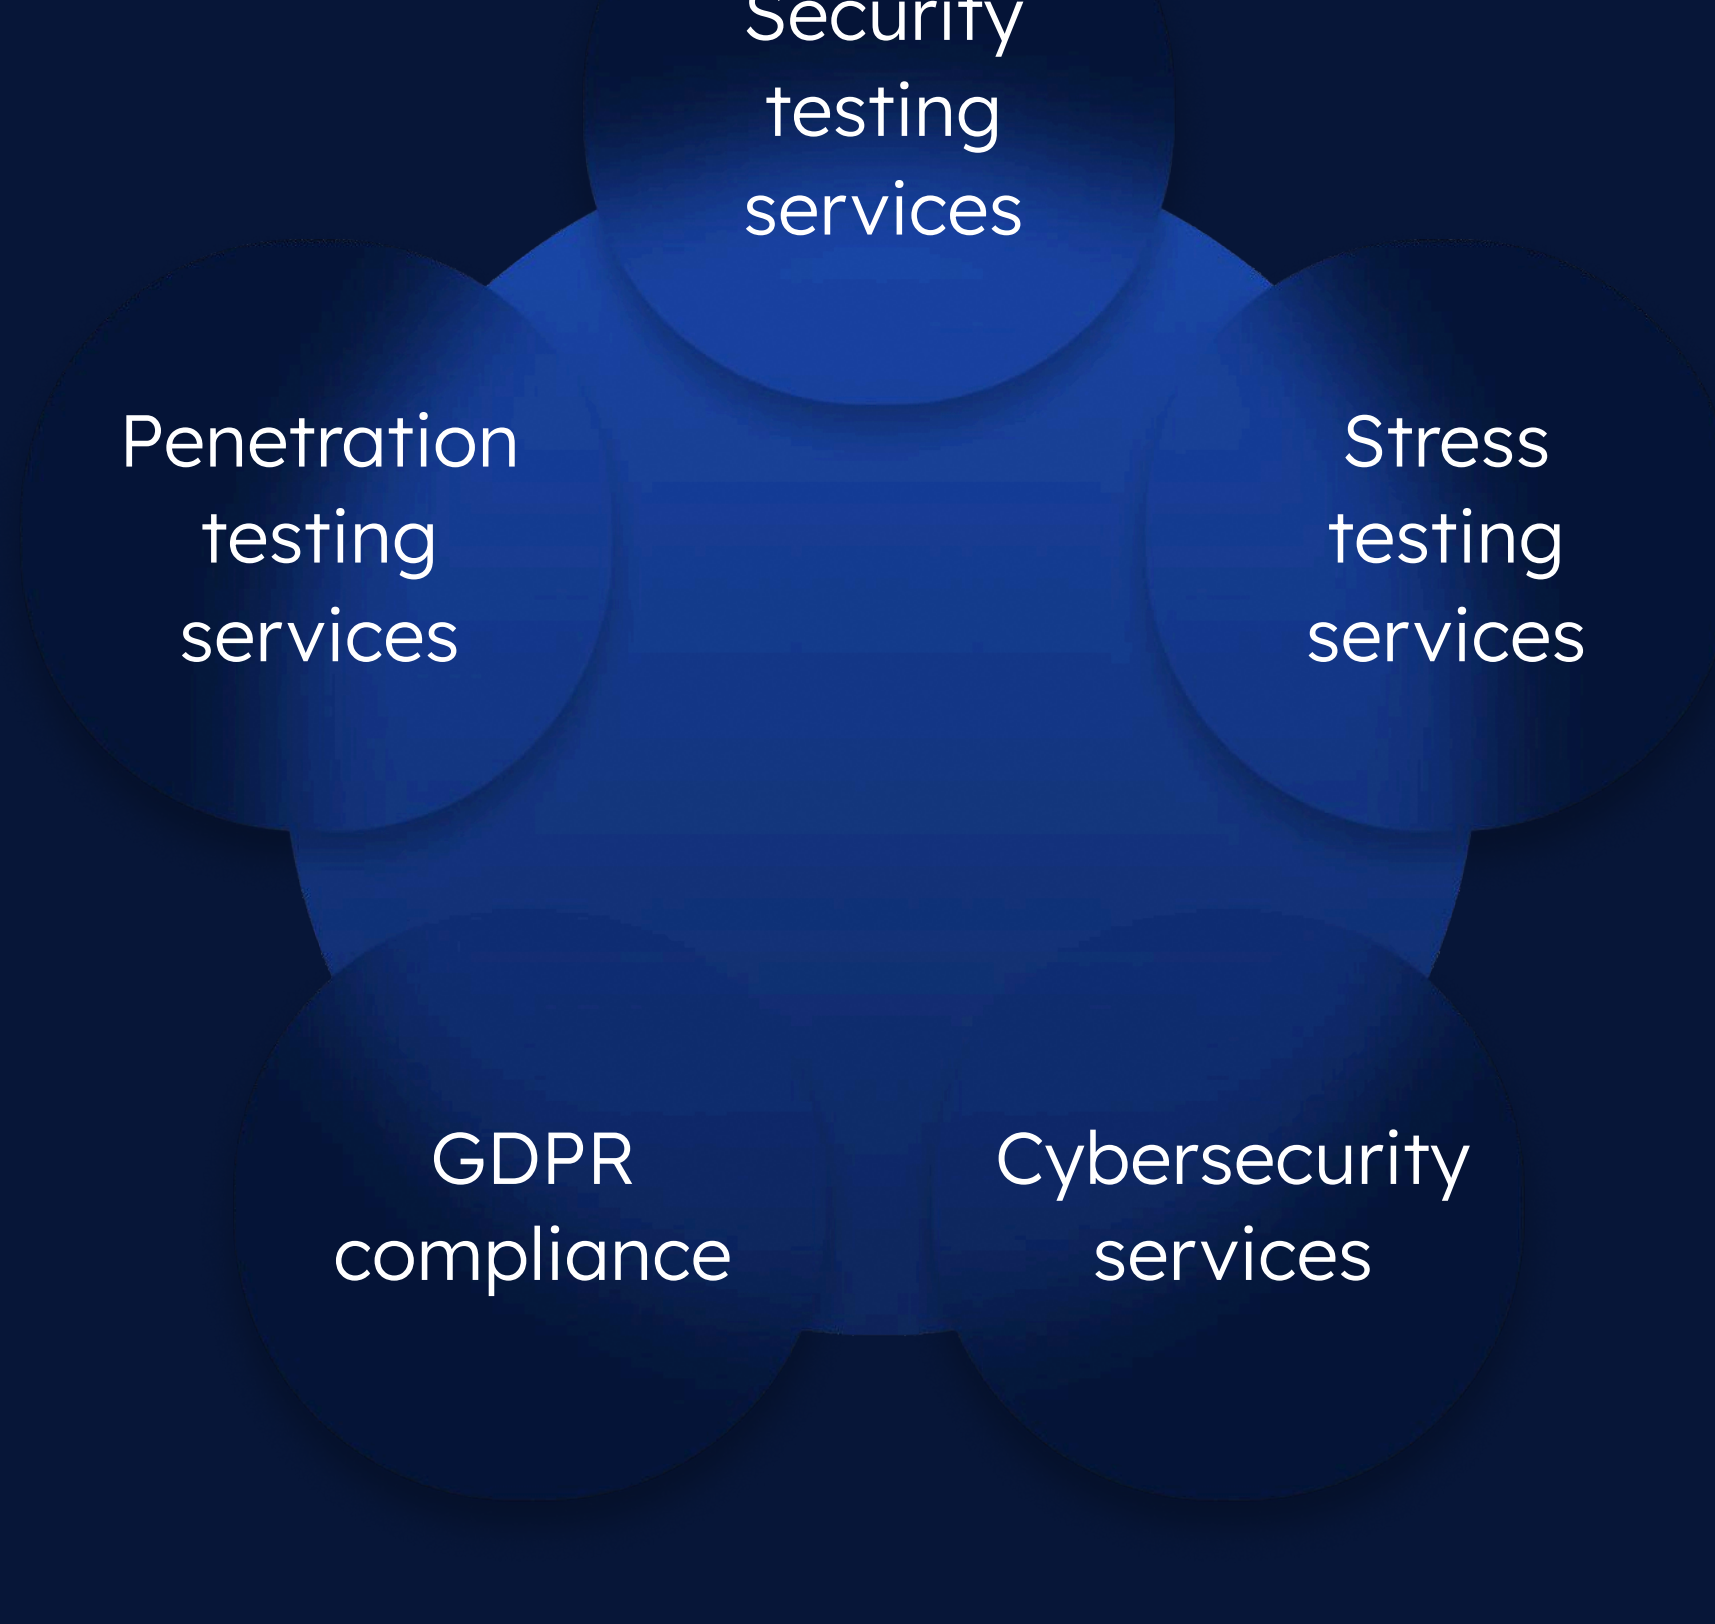 Security
testing
services
Penetration
testing
services
Stress
testing
services
GDPR
compliance
Cybersecurity
services